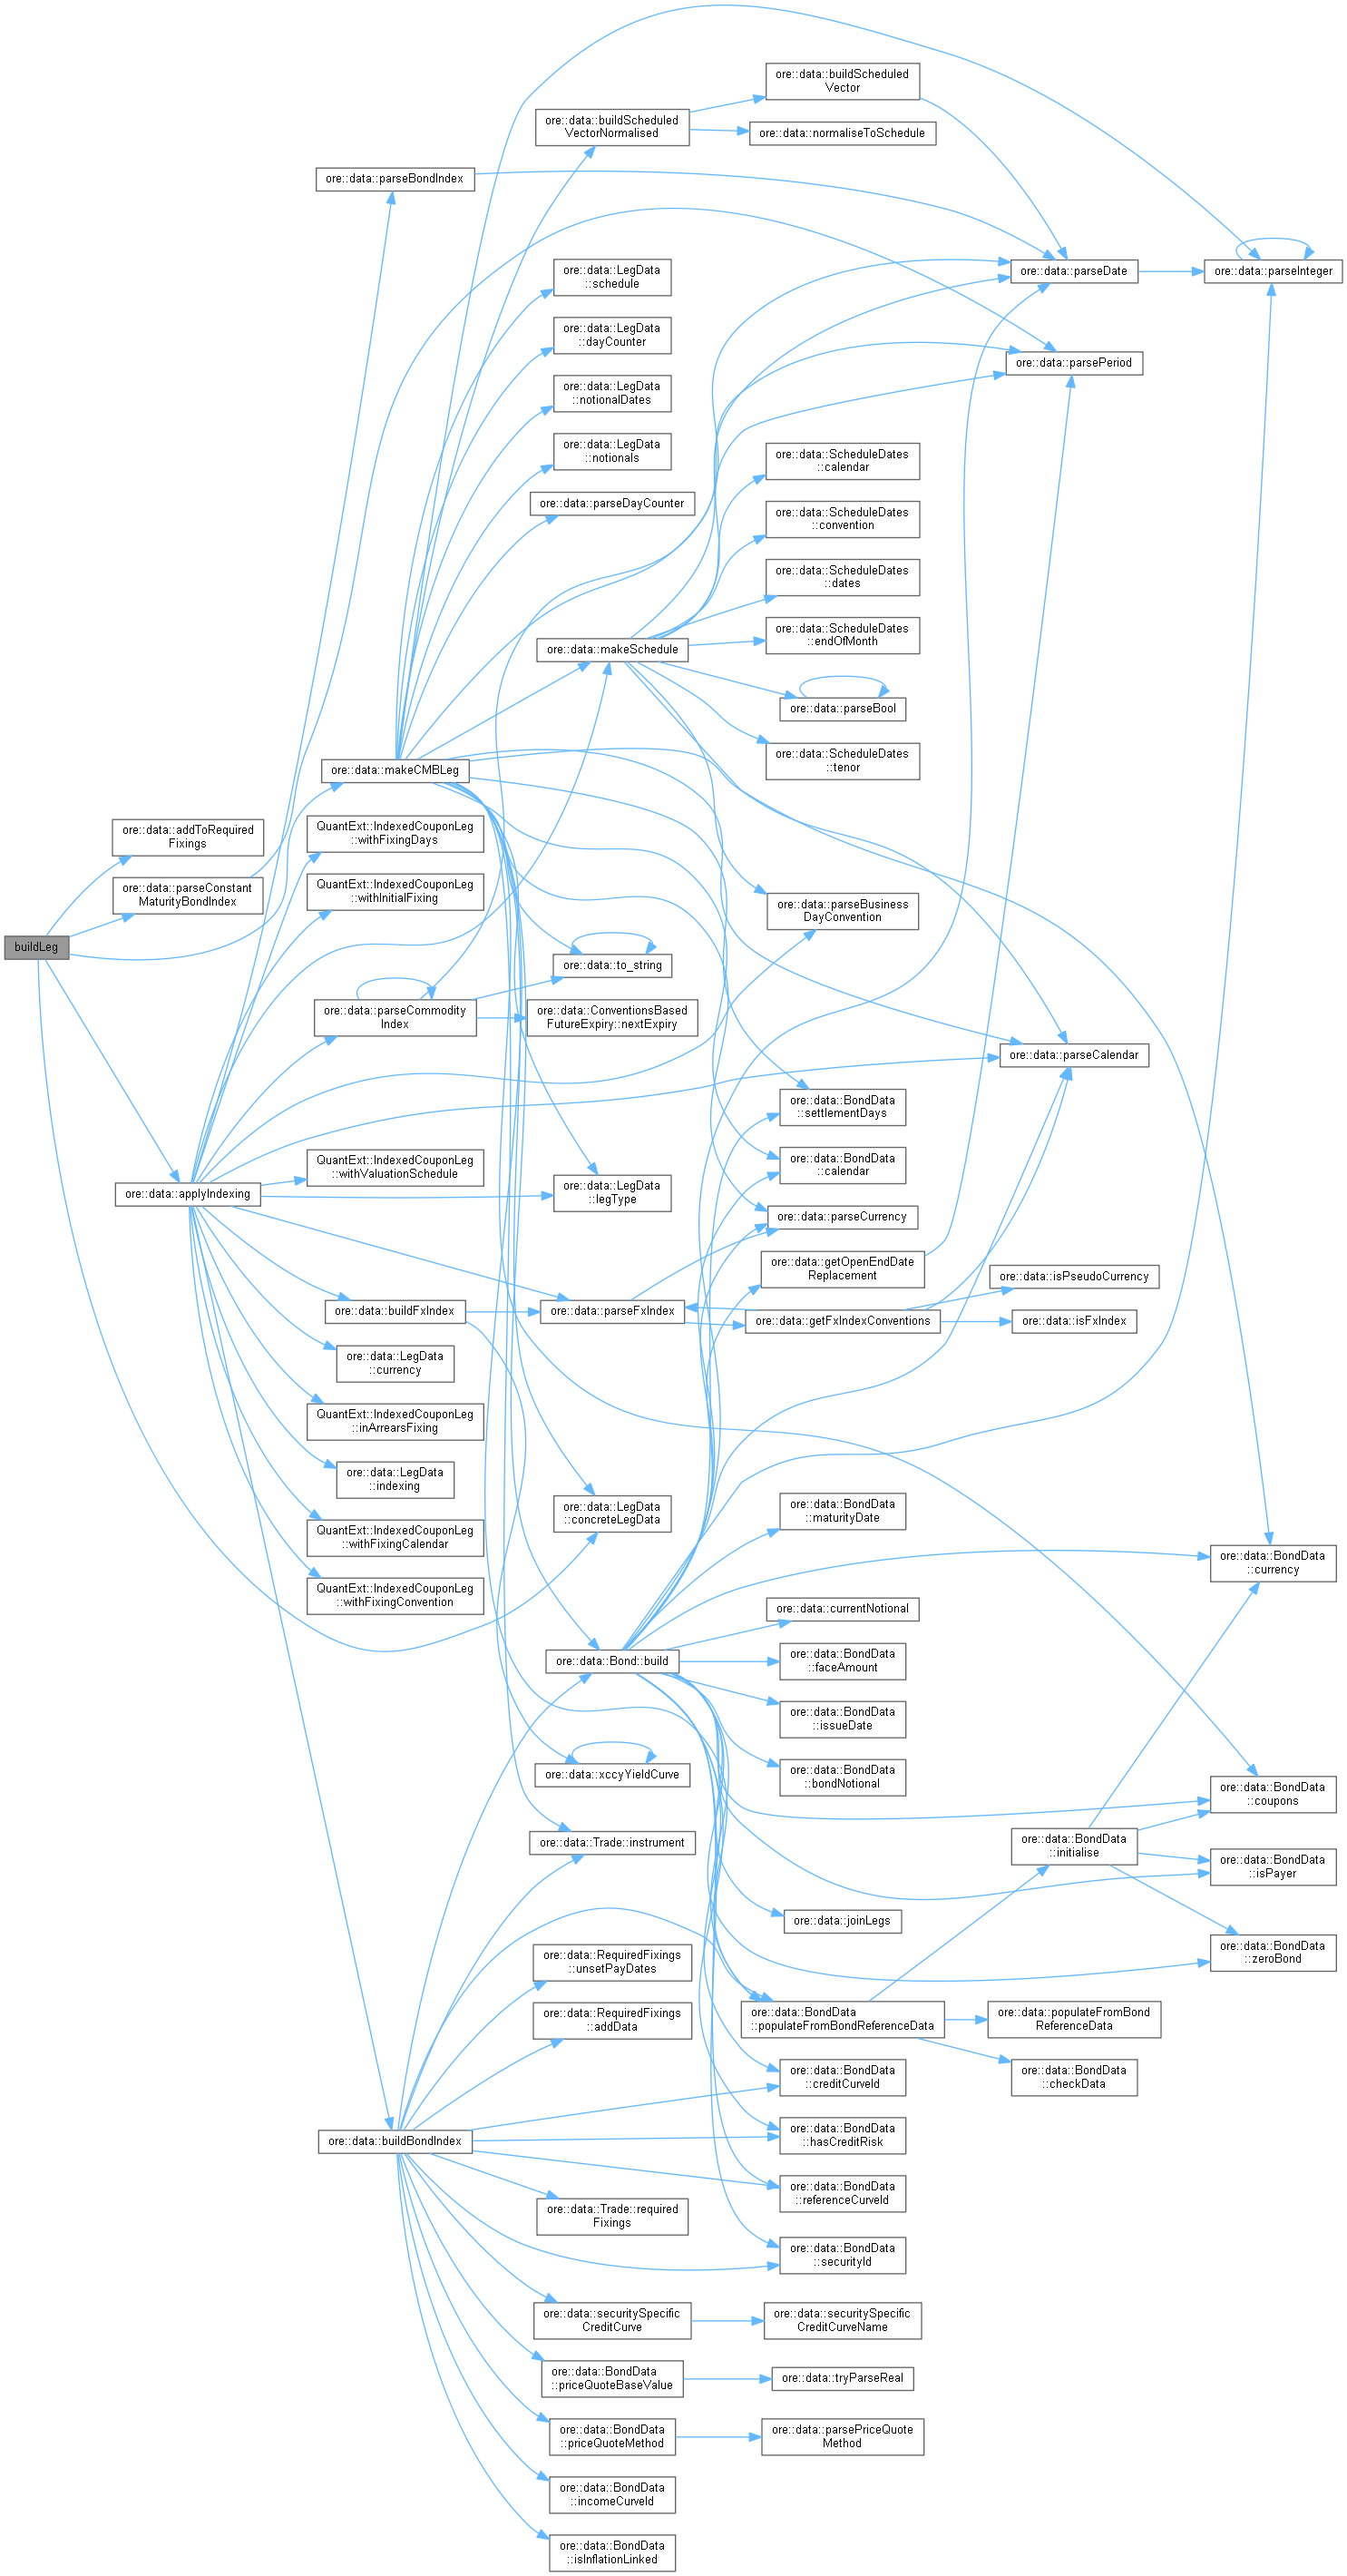 ore::data::buildScheduled
Vector
ore::data::buildScheduled
VectorNormalised
ore::data::normaliseToSchedule
ore::data::parseBondIndex
ore::data::LegData
::schedule
ore::data::parseDate
ore::data::parseInteger
ore::data::LegData
::dayCounter
ore::data::parsePeriod
ore::data::LegData
::notionalDates
ore::data::LegData
::notionals
ore::data::ScheduleDates
::calendar
ore::data::parseDayCounter
ore::data::ScheduleDates
::convention
ore::data::ScheduleDates
::dates
ore::data::makeSchedule
ore::data::ScheduleDates
::endOfMonth
ore::data::parseBool
ore::data::makeCMBLeg
ore::data::ScheduleDates
::tenor
ore::data::addToRequired
Fixings
QuantExt::IndexedCouponLeg
::withFixingDays
ore::data::parseConstant
MaturityBondIndex
QuantExt::IndexedCouponLeg
::withInitialFixing
ore::data::parseBusiness
DayConvention
buildLeg
ore::data::to_string
ore::data::parseCommodity
Index
ore::data::ConventionsBased
FutureExpiry::nextExpiry
ore::data::parseCalendar
ore::data::BondData
::settlementDays
QuantExt::IndexedCouponLeg
::withValuationSchedule
ore::data::BondData
::calendar
ore::data::applyIndexing
ore::data::LegData
::legType
ore::data::parseCurrency
ore::data::getOpenEndDate
Replacement
ore::data::isPseudoCurrency
ore::data::buildFxIndex
ore::data::parseFxIndex
ore::data::getFxIndexConventions
ore::data::isFxIndex
ore::data::LegData
::currency
QuantExt::IndexedCouponLeg
::inArrearsFixing
ore::data::LegData
::indexing
ore::data::LegData
::concreteLegData
ore::data::BondData
::maturityDate
QuantExt::IndexedCouponLeg
::withFixingCalendar
ore::data::BondData
::currency
QuantExt::IndexedCouponLeg
::withFixingConvention
ore::data::currentNotional
ore::data::Bond::build
ore::data::BondData
::faceAmount
ore::data::BondData
::issueDate
ore::data::xccyYieldCurve
ore::data::BondData
::bondNotional
ore::data::BondData
::coupons
ore::data::Trade::instrument
ore::data::BondData
::initialise
ore::data::BondData
::isPayer
ore::data::joinLegs
ore::data::RequiredFixings
::unsetPayDates
ore::data::BondData
::zeroBond
ore::data::RequiredFixings
::addData
ore::data::BondData
::populateFromBondReferenceData
ore::data::populateFromBond
ReferenceData
ore::data::BondData
::creditCurveId
ore::data::BondData
::checkData
ore::data::buildBondIndex
ore::data::BondData
::hasCreditRisk
ore::data::Trade::required
Fixings
ore::data::BondData
::referenceCurveId
ore::data::BondData
::securityId
ore::data::securitySpecific
CreditCurve
ore::data::securitySpecific
CreditCurveName
ore::data::BondData
::priceQuoteBaseValue
ore::data::tryParseReal
ore::data::BondData
::priceQuoteMethod
ore::data::parsePriceQuote
Method
ore::data::BondData
::incomeCurveId
ore::data::BondData
::isInflationLinked